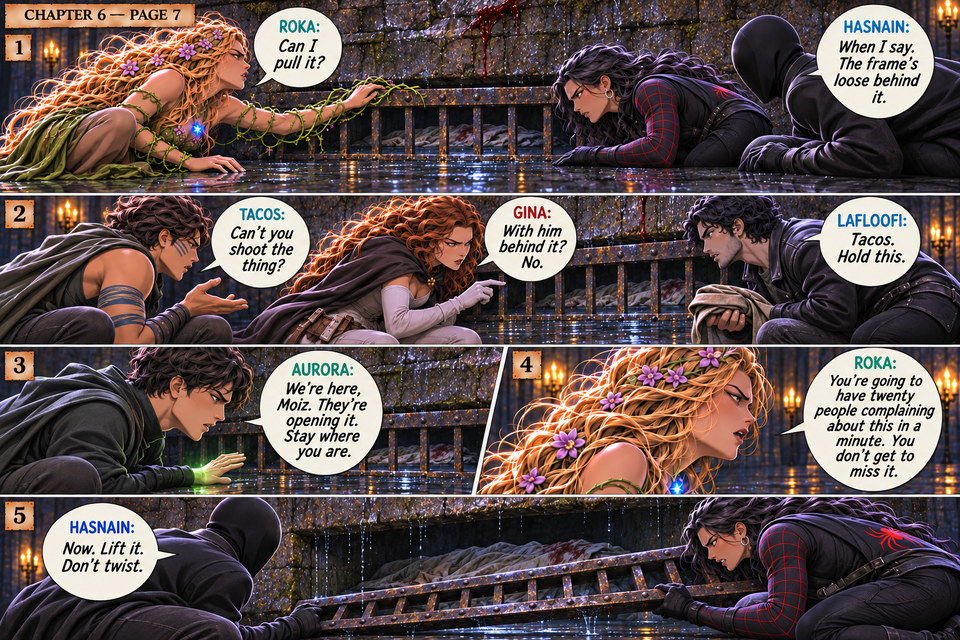 CHAPTER 6 — PAGE 7
1
ROKA:
Can I
pull it?
HASNAIN:
When I say.
The frame's
loose behind
it.
2
TACOS:
Can't you
shoot the
thing?
GINA:
With him
behind it?
No.
LAFLOOFI:
Tacos.
Hold this.
3
AURORA:
We're here,
Moiz. They're
opening it.
Stay where
you are.
4
ROKA:
You're going to
have twenty
people complaining
about this in a
minute. You
don't get to
miss it.
5
HASNAIN:
Now. Lift it.
Don't twist.